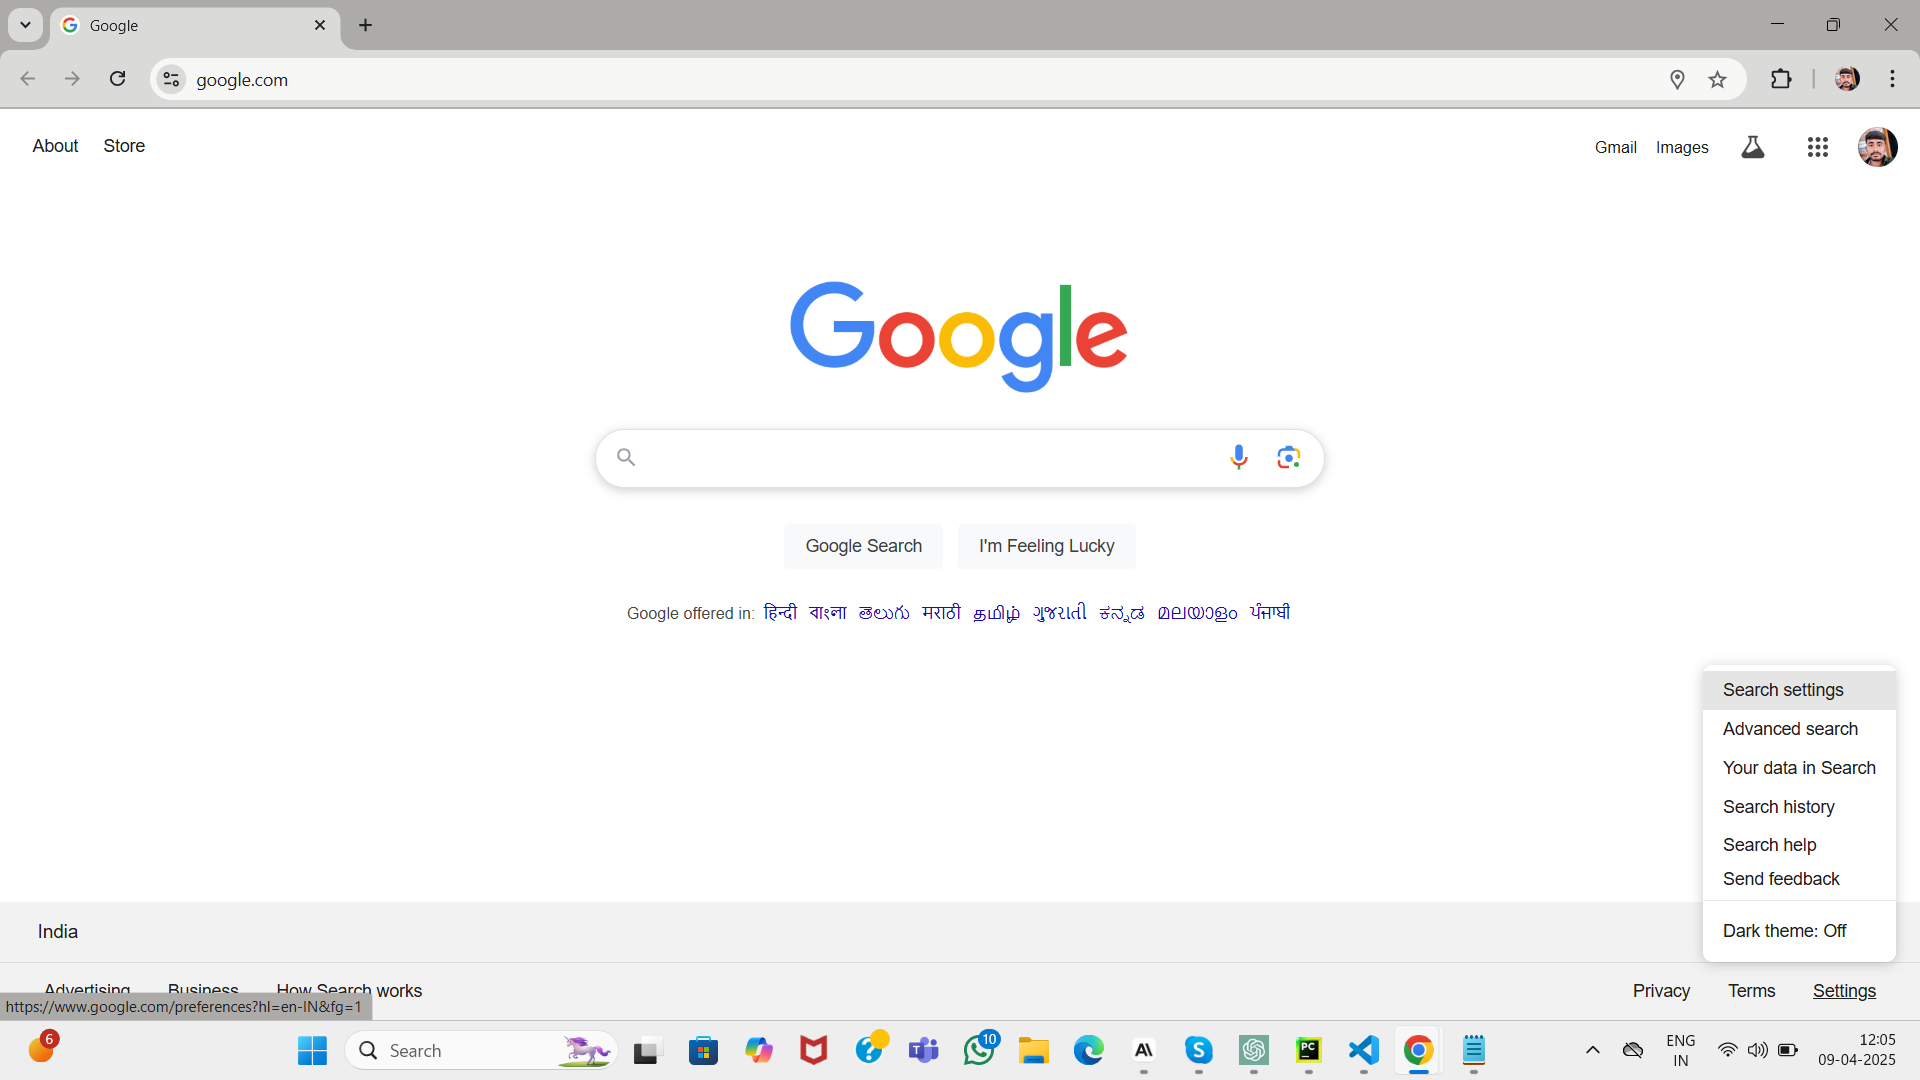 Google
google.com
About Store
Gmail Images
Google
Google Search I'm Feeling Lucky
Google offered in: हिन्दी বাংলা తెలుగు मराठी தமிழ் ગુજરાતી ಕನ್ನಡ മലയാളം ਪੰਜਾਬੀ
Search settings
Advanced search
Your data in Search
Search history
Search help
Send feedback
Dark theme: Off
India
Advertising Business How Search works
Privacy Terms Settings
https://www.google.com/preferences?hl=en-IN&fg=1
6
Search
10
T
AI
S
PC
ENG
IN
12:05
09-04-2025